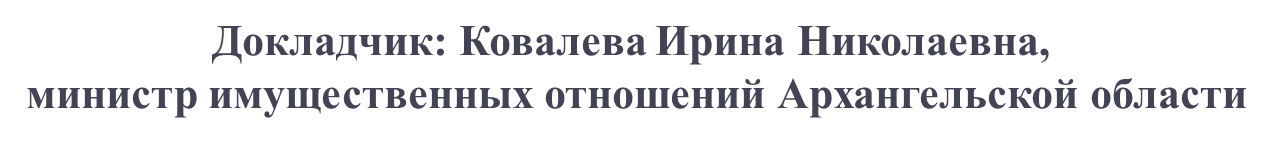 Докладчик: Ковалева Ирина Николаевна,
министр имущественных отношений Архангельской области